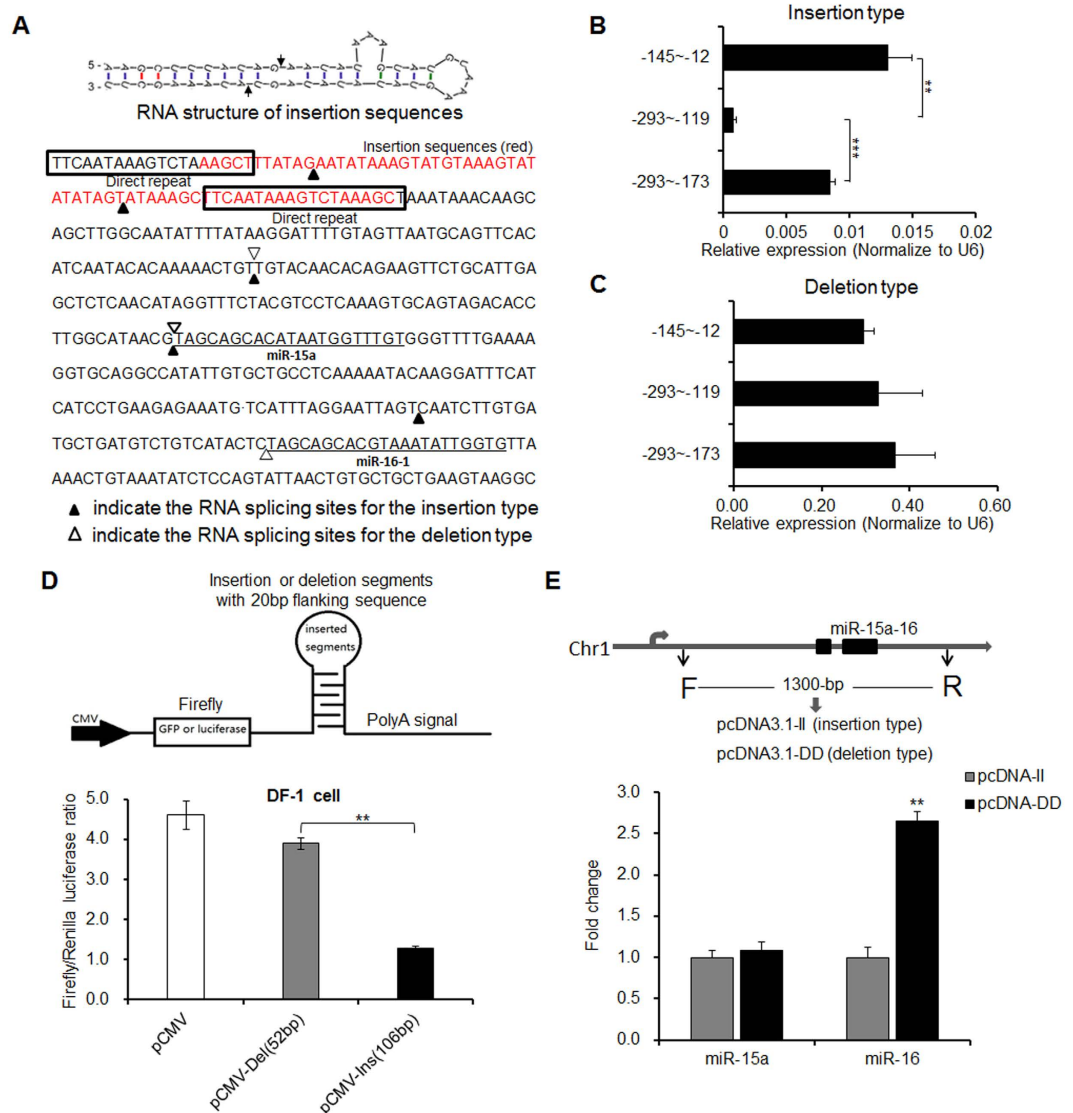 A
5-
3-
RNA structure of insertion sequences
Insertion sequences (red)
TTCAATAAAGTCTAAAGCTTTATAGAATATAAAGTATGTAAAGTAT
Direct repeat
ATATAGTATAAAGCTTCAATAAAGTCTAAAGCTAAATAAACAAGC
Direct repeat
AGCTTGGCAATATTTTATAAGGATTTTGTAGTTAATGCAGTTCAC
ATCAATACACAAAAACTGTTGTACAACACAGAAGTTCTGCATTGA
GCTCTCAACATAGGTTTCTACGTCCTCAAAGTGCAGTAGACACC
TTGGCATAACGTAGCAGCACATAATGGTTTGTGGGTTTTGAAAA
miR-15a
GGTGCAGGCCATATTGTGCTGCCTCAAAAATACAAGGATTTCAT
CATCCTGAAGAGAAATG·TCATTTAGGAATTAGTCAATCTTGTGA
TGCTGATGTCTGTCATACTCTAGCAGCACGTAAATATTGGTGTTA
miR-16-1
AAACTGTAAATATCTCCAGTATTAACTGTGCTGCTGAAGTAAGGC
▲ indicate the RNA splicing sites for the insertion type
△ indicate the RNA splicing sites for the deletion type
B
Insertion type
-145~-12
-293~-119
-293~-173
**
***
0 0.005 0.01 0.015 0.02
Relative expression (Normalize to U6)
C
Deletion type
-145~-12
-293~-119
-293~-173
0.00 0.20 0.40 0.60
Relative expression (Normalize to U6)
D
Insertion or deletion segments
with 20bp flanking sequence
inserted
segments
CMV
Firefly
GFP or luciferase
PolyA signal
DF-1 cell
**
Firefly/Renilla luciferase ratio
5.0
4.0
3.0
2.0
1.0
0.0
pCMV
pCMV-Del(52bp)
pCMV-Ins(106bp)
E
miR-15a-16
Chr1
F 1300-bp R
pcDNA3.1-II (insertion type)
pcDNA3.1-DD (deletion type)
pcDNA-II
pcDNA-DD
**
Fold change
3.0
2.5
2.0
1.5
1.0
0.5
0.0
miR-15a
miR-16